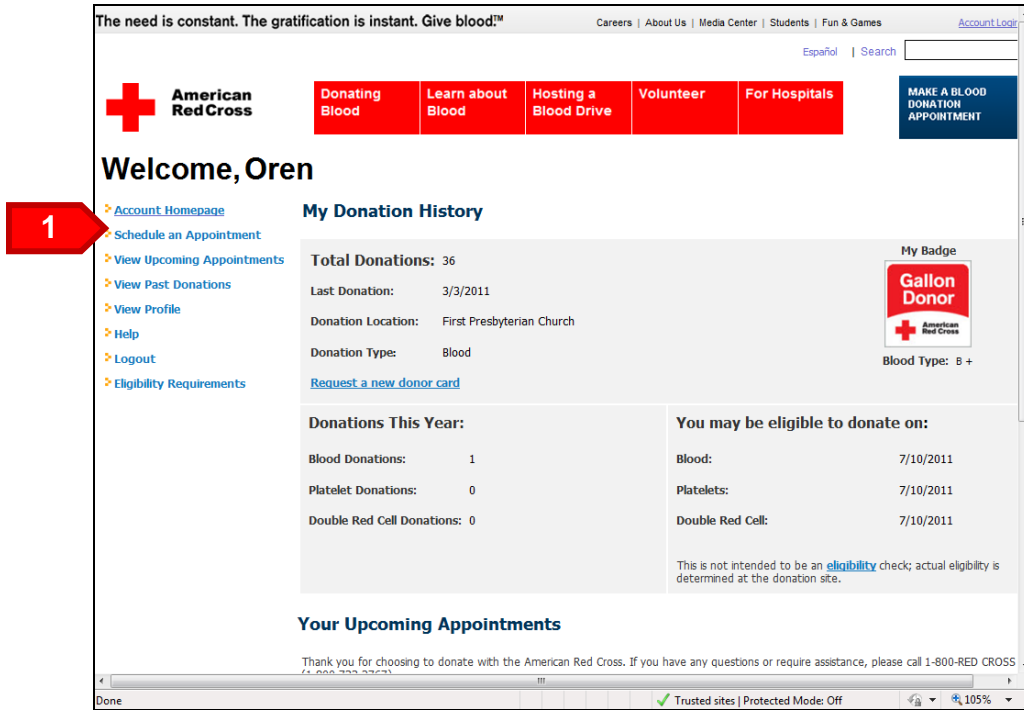 The need is constant. The gratification is instant. Give blood.™
Careers | About Us | Media Center | Students | Fun & Games
Account Login
Español | Search
American
Red Cross
Donating
Blood
Learn about
Blood
Hosting a
Blood Drive
Volunteer
For Hospitals
MAKE A BLOOD
DONATION
APPOINTMENT
Welcome, Oren
1
Account Homepage
Schedule an Appointment
View Upcoming Appointments
View Past Donations
View Profile
Help
Logout
Eligibility Requirements
My Donation History
Total Donations: 36
Last Donation: 3/3/2011
Donation Location: First Presbyterian Church
Donation Type: Blood
Request a new donor card
My Badge
Gallon
Donor
American
Red Cross
Blood Type: B +
Donations This Year:
Blood Donations: 1
Platelet Donations: 0
Double Red Cell Donations: 0
You may be eligible to donate on:
Blood: 7/10/2011
Platelets: 7/10/2011
Double Red Cell: 7/10/2011
This is not intended to be an eligibility check; actual eligibility is
determined at the donation site.
Your Upcoming Appointments
Thank you for choosing to donate with the American Red Cross. If you have any questions or require assistance, please call 1-800-RED CROSS
(1-800-733-2767)
Done
Trusted sites | Protected Mode: Off
105%